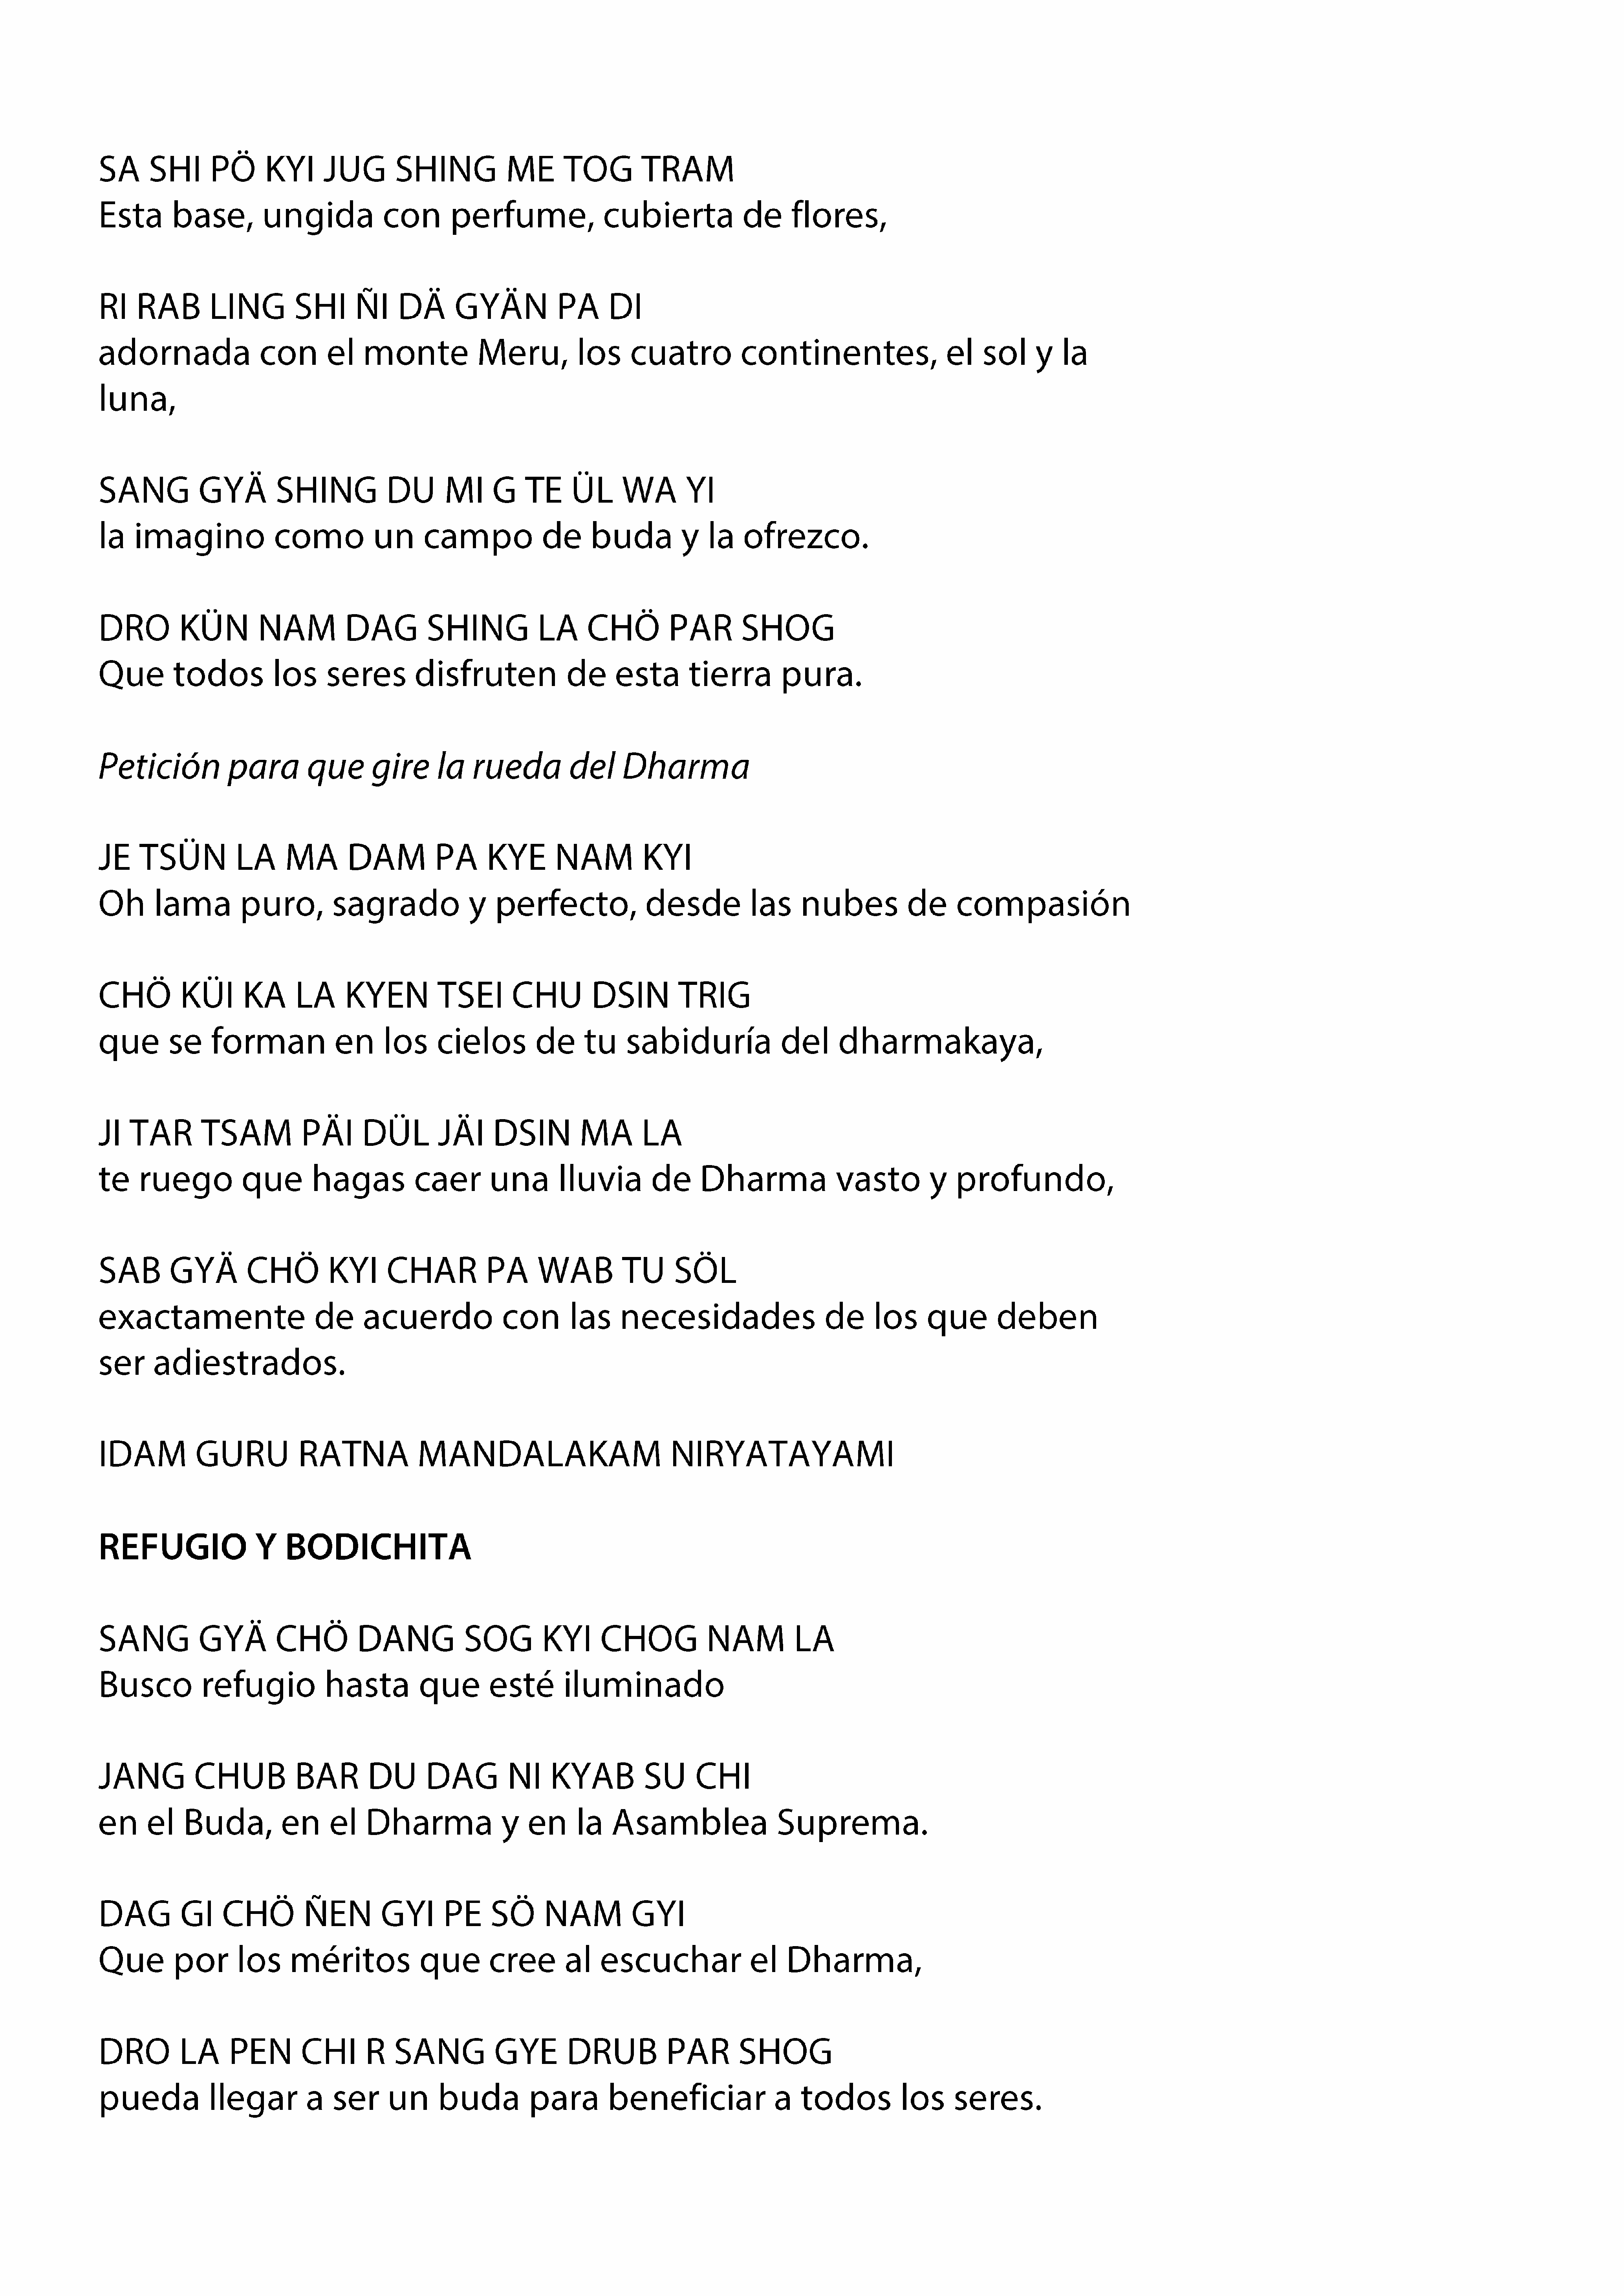 SA SHI PÖ KYI JUG SHING ME TOG TRAM
Esta base, ungida con perfume, cubierta de flores,
RI RAB LING SHI ÑI DÄ GYÄN PA DI
adornada con el monte Meru, los cuatro continentes, el sol y la
luna,
SANG GYÄ SHING DU MI G TE ÜL WA YI
la imagino como un campo de buda y la ofrezco.
DRO KÜN NAM DAG SHING LA CHÖ PAR SHOG
Que todos los seres disfruten de esta tierra pura.
Petición para que gire la rueda del Dharma
JE TSÜN LA MA DAM PA KYE NAM KYI
Oh lama puro, sagrado y perfecto, desde las nubes de compasión
CHÖ KÜI KA LA KYEN TSEI CHU DSIN TRIG
que se forman en los cielos de tu sabiduría del dharmakaya,
JI TAR TSAM PÄI DÜL JÄI DSIN MA LA
te ruego que hagas caer una lluvia de Dharma vasto y profundo,
SAB GYÄ CHÖ KYI CHAR PA WAB TU SÖL
exactamente de acuerdo con las necesidades de los que deben
ser adiestrados.
IDAM GURU RATNA MANDALAKAM NIRYATAYAMI
REFUGIO Y BODICHITA
SANG GYÄ CHÖ DANG SOG KYI CHOG NAM LA
Busco refugio hasta que esté iluminado
JANG CHUB BAR DU DAG NI KYAB SU CHI
en el Buda, en el Dharma y en la Asamblea Suprema.
DAG GI CHÖ ÑEN GYI PE SÖ NAM GYI
Que por los méritos que cree al escuchar el Dharma,
DRO LA PEN CHI R SANG GYE DRUB PAR SHOG
pueda llegar a ser un buda para beneficiar a todos los seres.